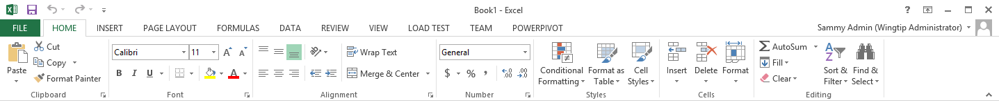 Book1 - Excel
?
FILE HOME INSERT PAGE LAYOUT FORMULAS DATA REVIEW VIEW LOAD TEST TEAM POWERPIVOT Sammy Admin (Wingtip Administrator)
Paste
Cut
Copy
Format Painter
Clipboard
Calibri 11 A A
B I U A
Font
Wrap Text
Merge & Center
Alignment
General
$ % , .0 .00 .00 .0
Number
Conditional
Formatting
Format as
Table
Cell
Styles
Styles
Insert
Delete
Format
Cells
Σ AutoSum
Fill
Clear
A
Z
Sort &
Filter
Find &
Select
Editing